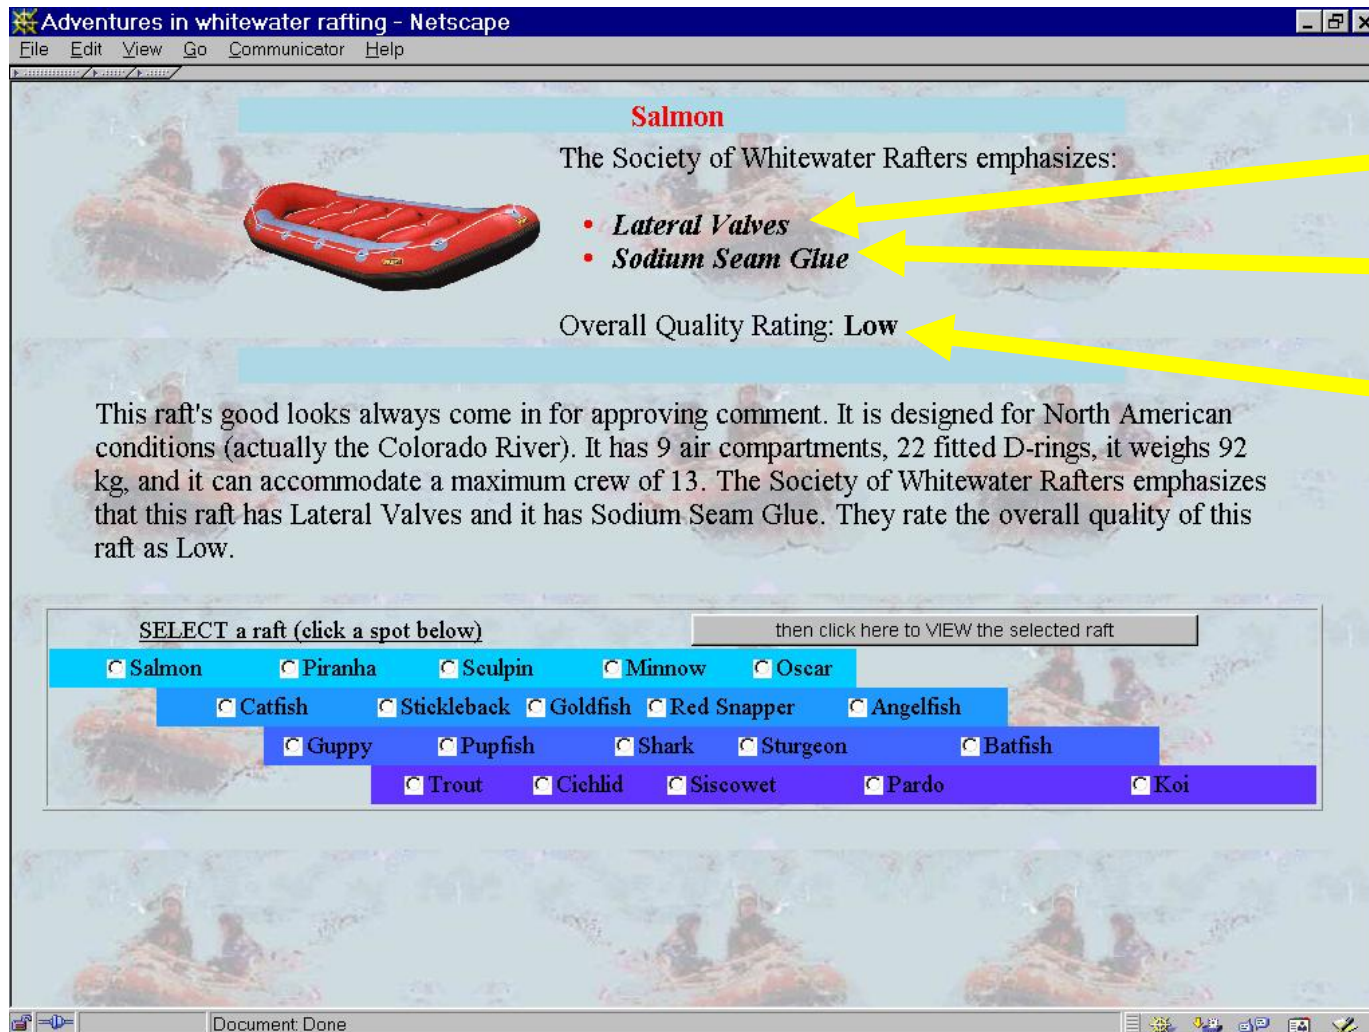 Adventures in whitewater rafting - Netscape
File Edit View Go Communicator Help
Salmon
The Society of Whitewater Rafters emphasizes:
• Lateral Valves
• Sodium Seam Glue
Overall Quality Rating: Low
This raft's good looks always come in for approving comment. It is designed for North American
conditions (actually the Colorado River). It has 9 air compartments, 22 fitted D-rings, it weighs 92
kg, and it can accommodate a maximum crew of 13. The Society of Whitewater Rafters emphasizes
that this raft has Lateral Valves and it has Sodium Seam Glue. They rate the overall quality of this
raft as Low.
SELECT a raft (click a spot below) then click here to VIEW the selected raft
Salmon Piranha Sculpin Minnow Oscar
Catfish Stickleback Goldfish Red Snapper Angelfish
Guppy Pupfish Shark Sturgeon Batfish
Trout Cichlid Siscowet Pardo Koi
Document: Done